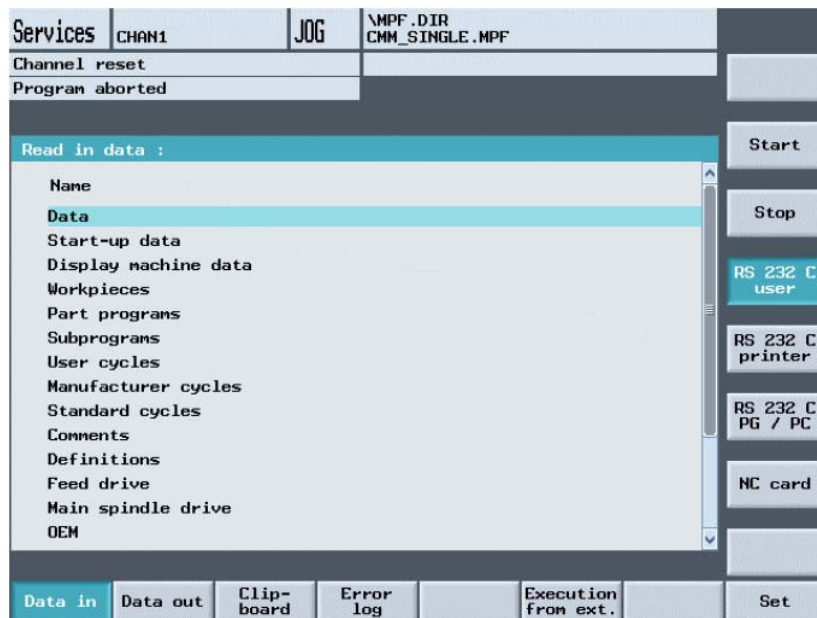 Services CHAN1 JOG \MPF.DIR
CMM_SINGLE.MPF
Channel reset
Program aborted
Read in data :
Name
Data
Start-up data
Display machine data
Workpieces
Part programs
Subprograms
User cycles
Manufacturer cycles
Standard cycles
Comments
Definitions
Feed drive
Main spindle drive
OEM
Start
Stop
RS 232 C
user
RS 232 C
printer
RS 232 C
PG / PC
NC card
Data in
Data out
Clip-
board
Error
log
Execution
from ext.
Set